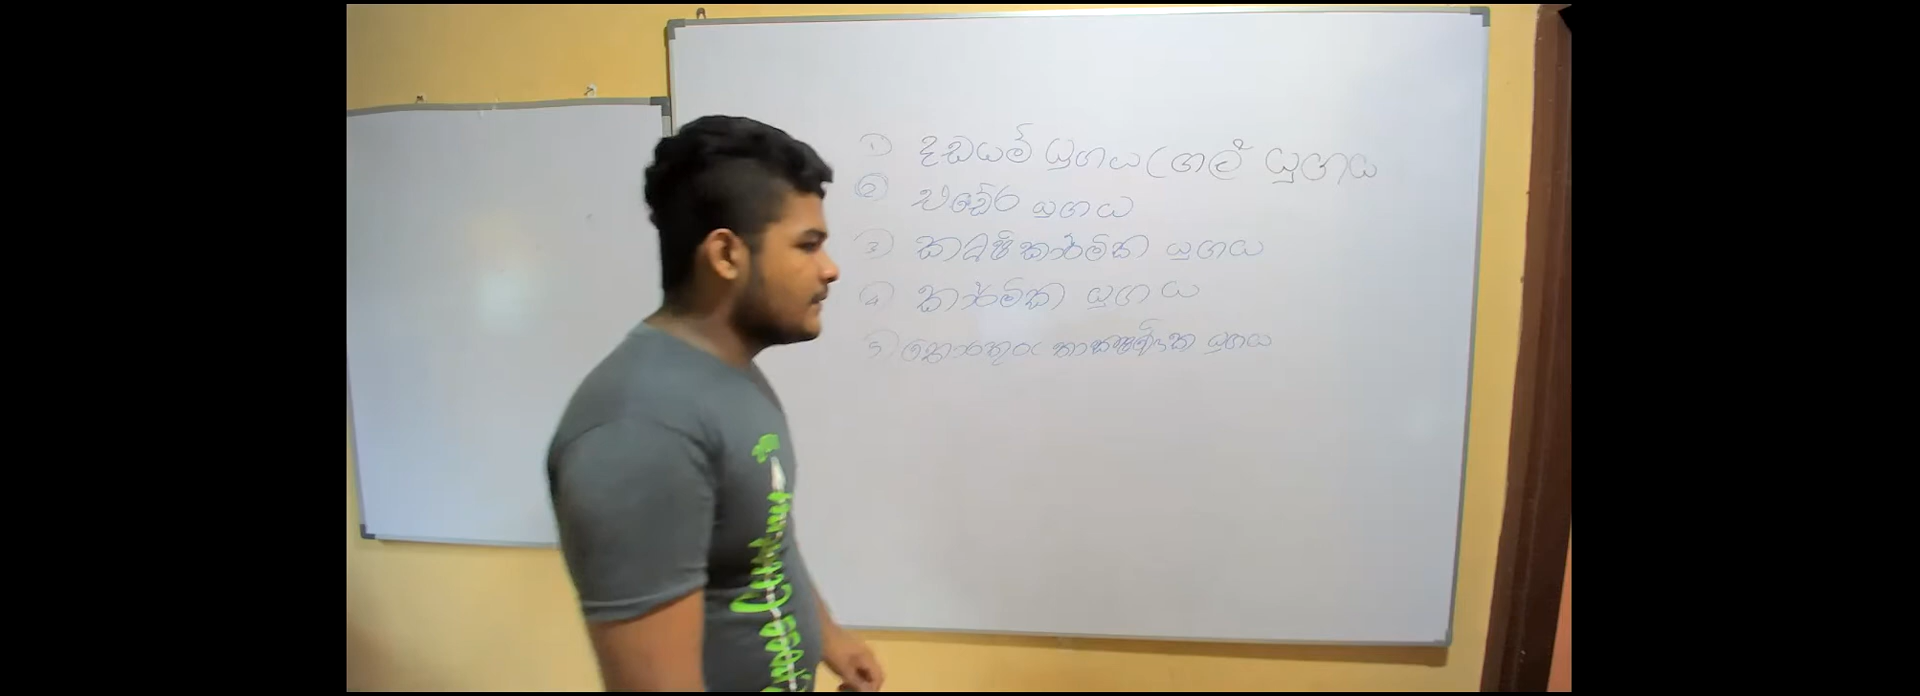 ① දඩයම් යුගය (ගල් යුගය
② එඬේර යුගය
③ කෘෂිකාර්මික යුගය
④ කාර්මික යුගය
⑤ තොරතුරු තාක්ෂණික යුගය